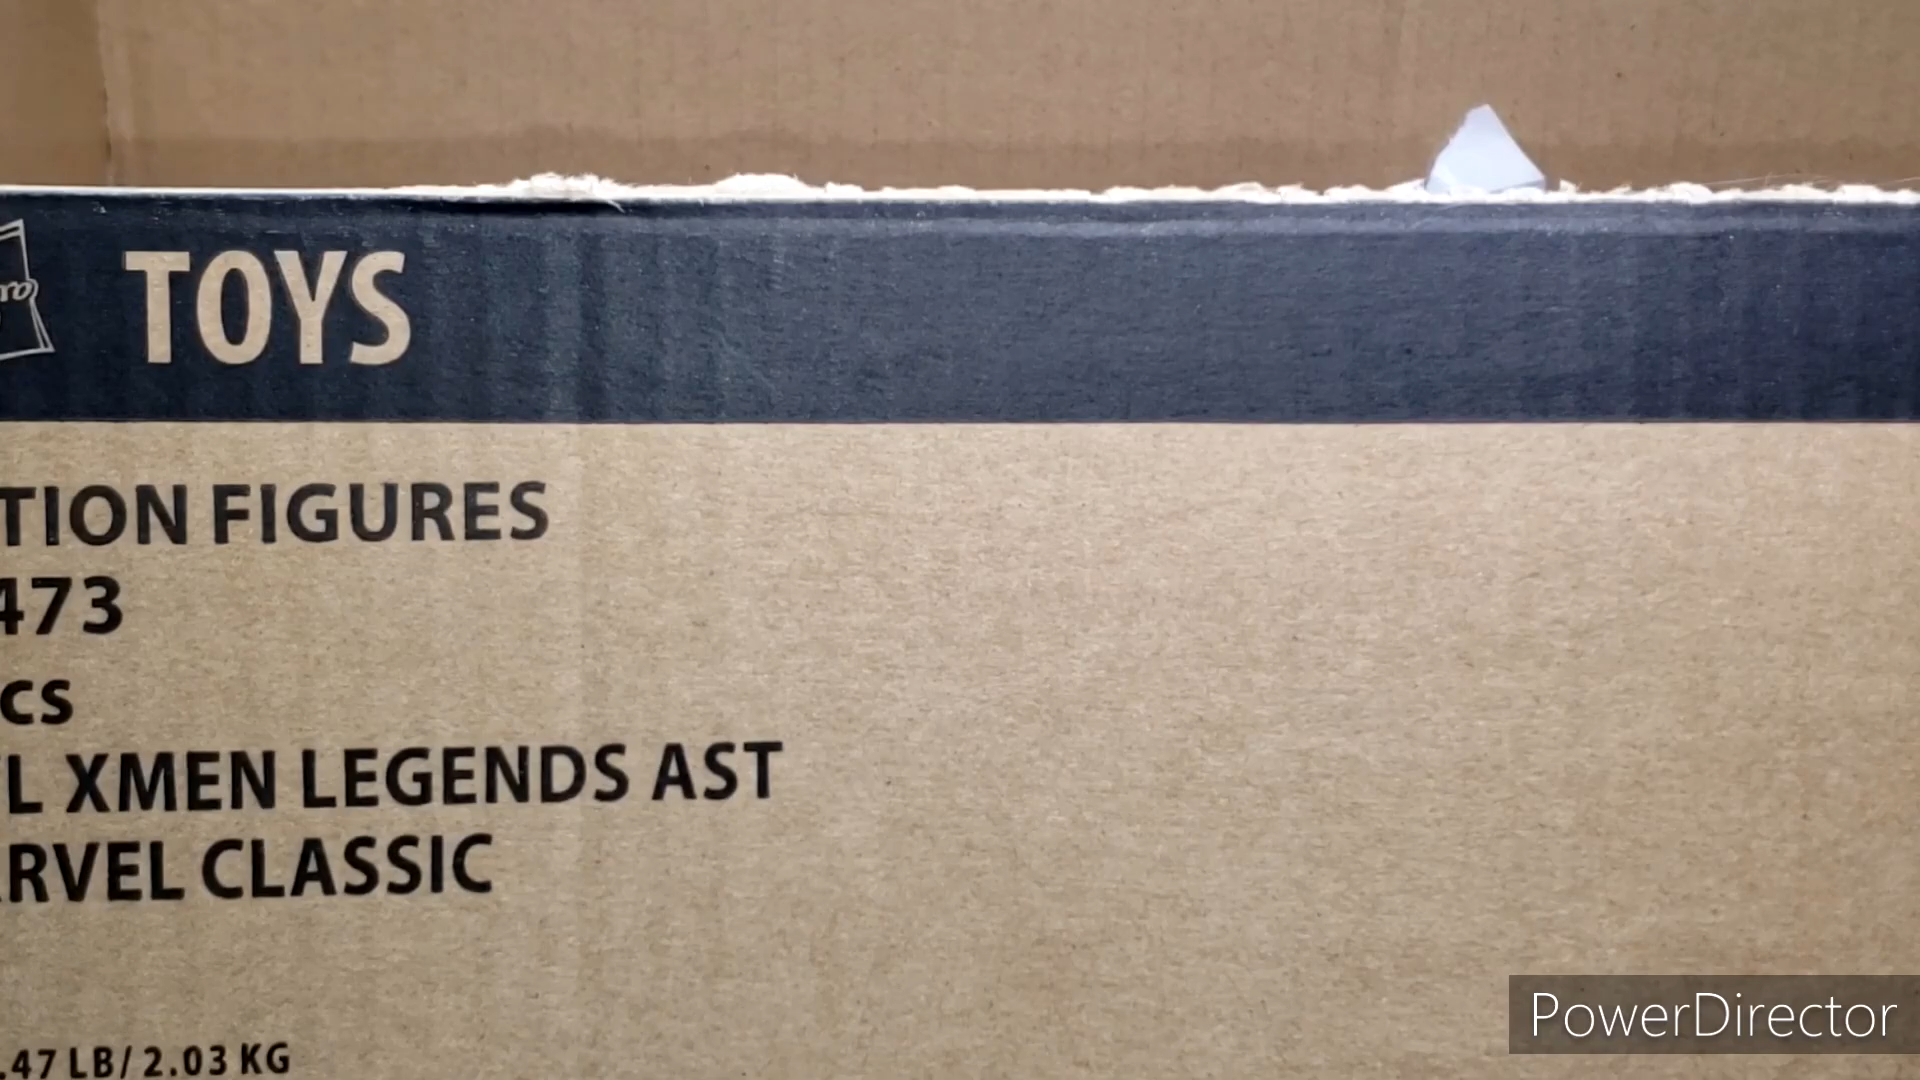 TOYS
TION FIGURES
473
cs
L XMEN LEGENDS AST
RVEL CLASSIC
.47 LB/ 2.03 KG
PowerDirector